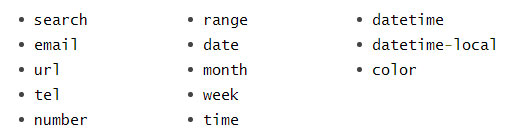 • search
• email
• url
• tel
• number
• range
• date
• month
• week
• time
• datetime
• datetime-local
• color